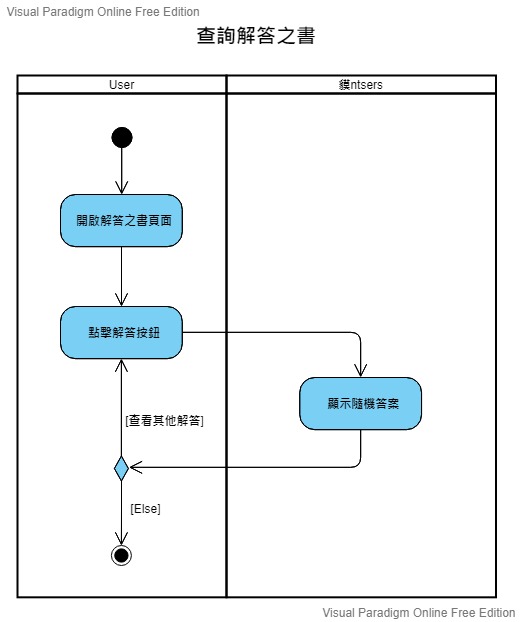 Visual Paradigm Online Free Edition
查詢解答之書
User
貘ntsers
開啟解答之書頁面
點擊解答按鈕
顯示隨機答案
[查看其他解答]
[Else]
Visual Paradigm Online Free Edition